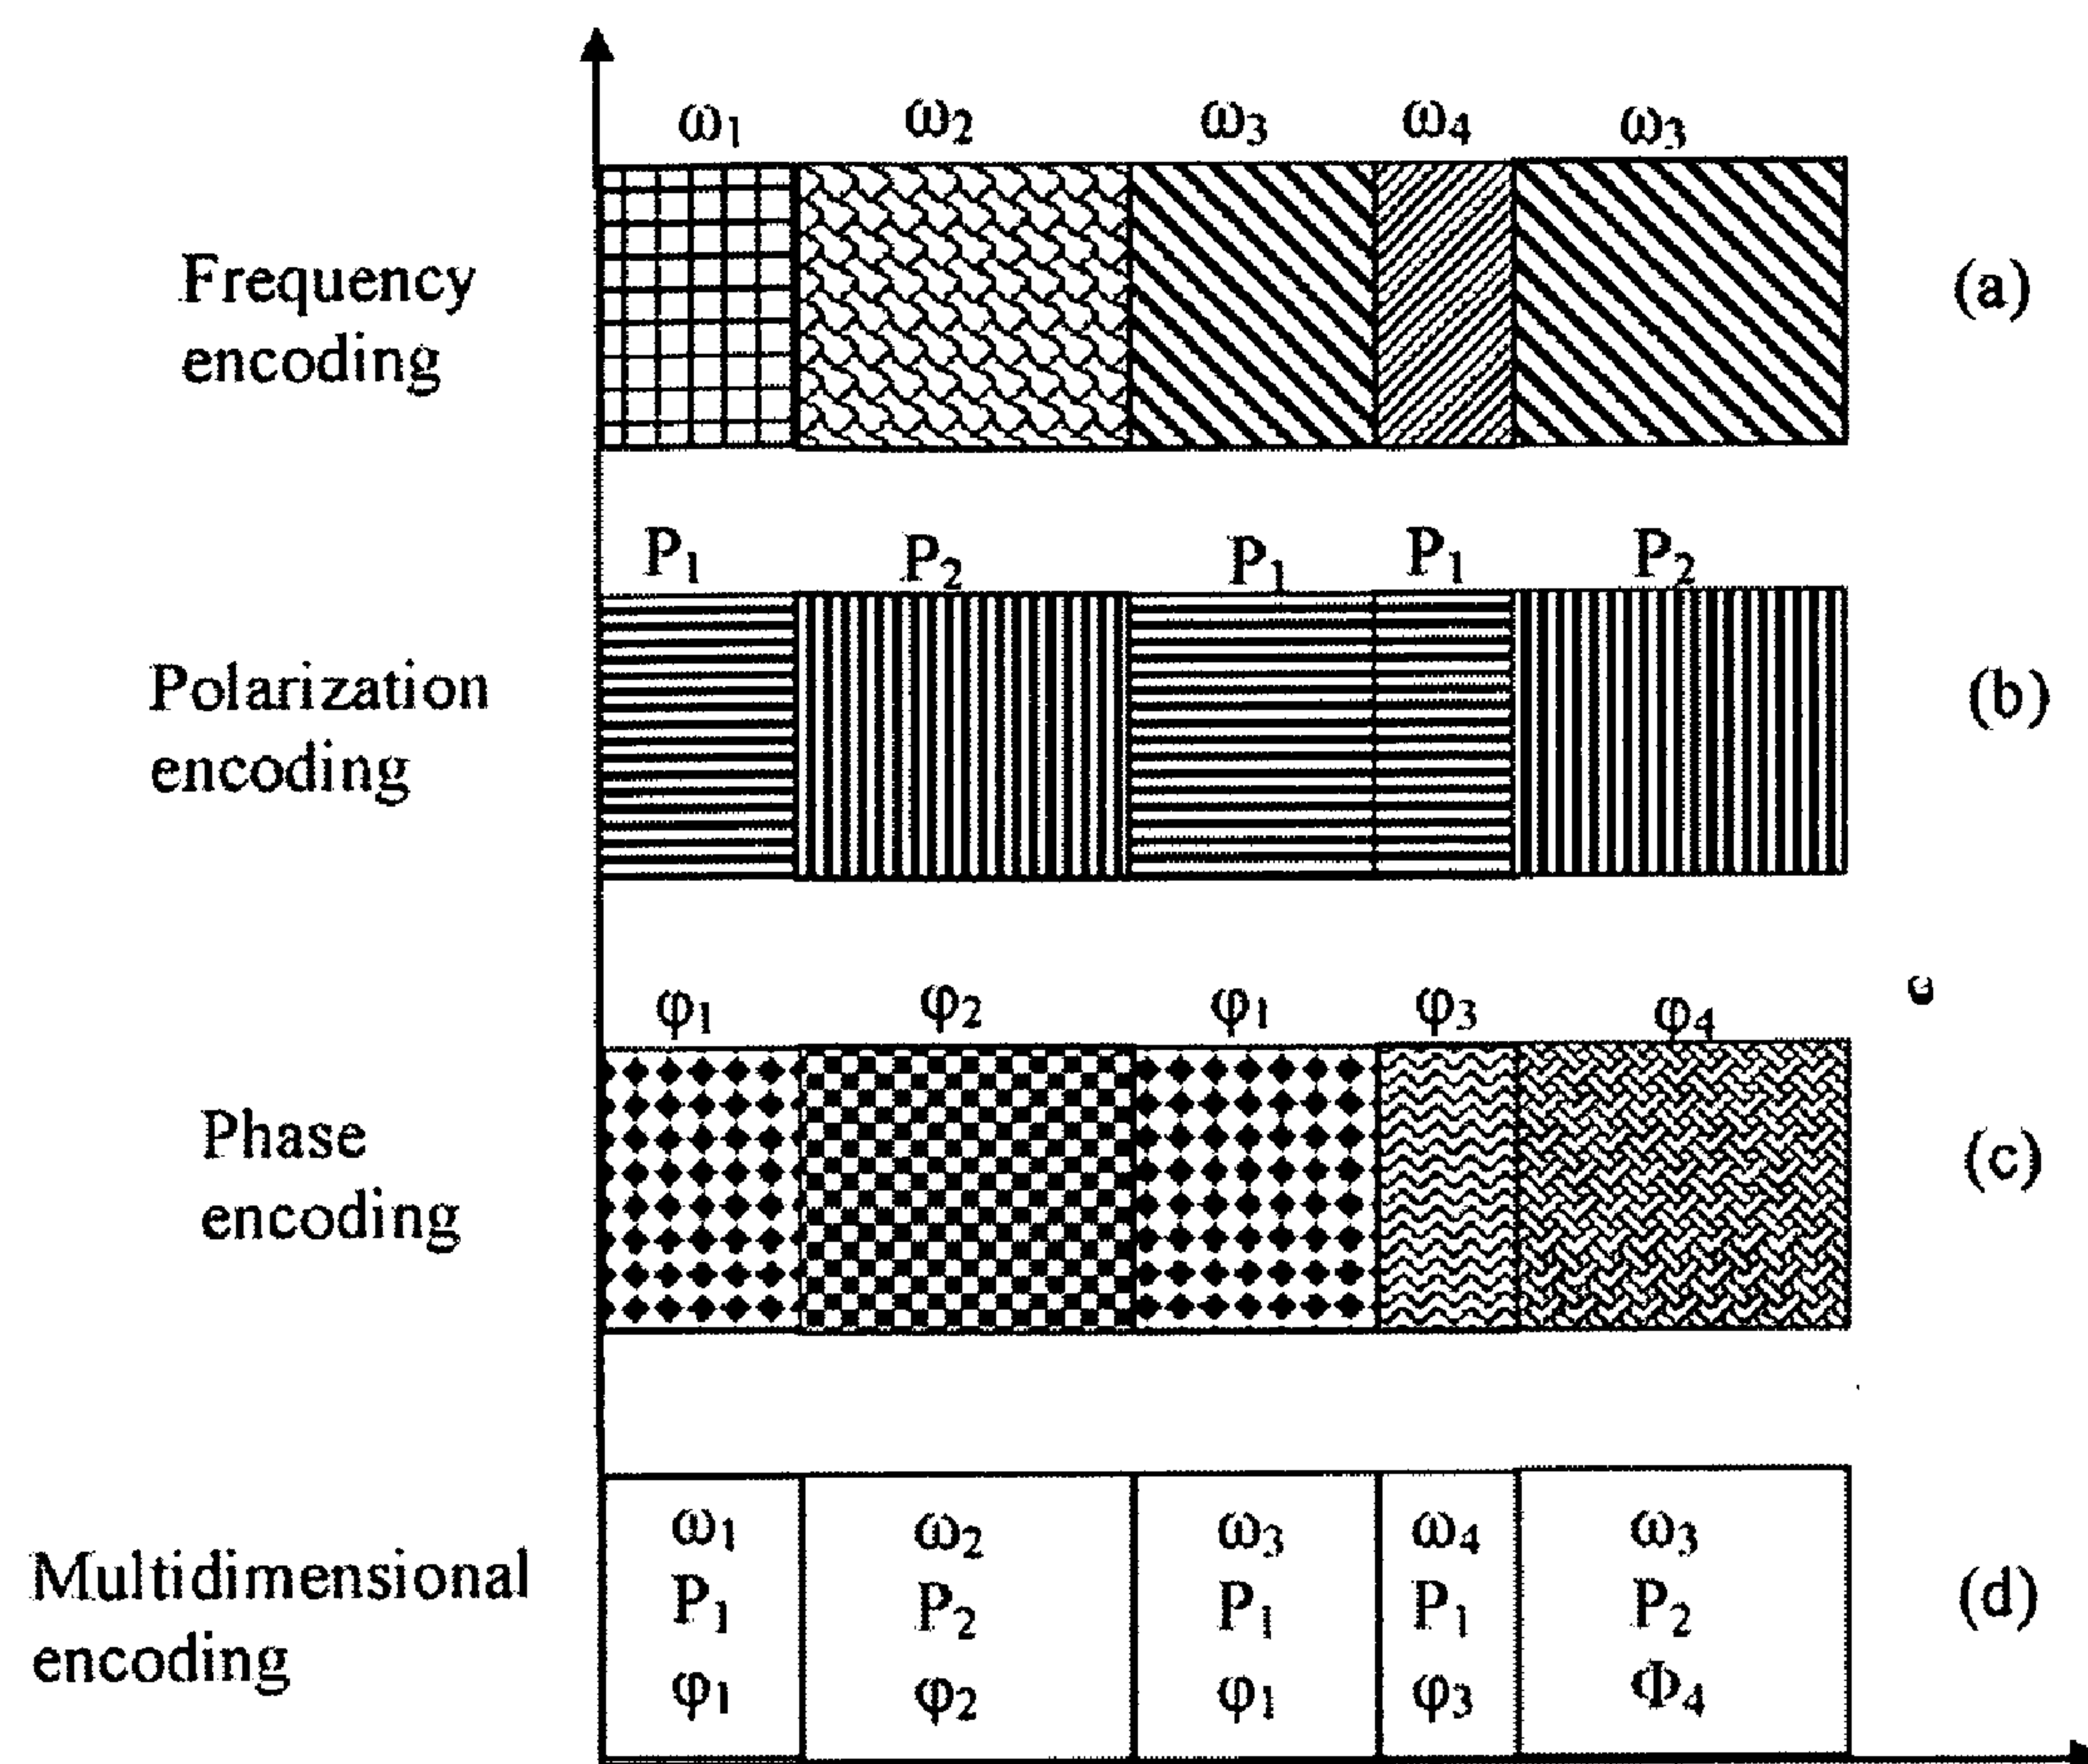 ω1 ω2 ω3 ω4 ω3
Frequency
encoding
(a)
P1 P2 P1 P1 P2
Polarization
encoding
(b)
φ1 φ2 φ1 φ3 φ4
Phase
encoding
(c)
Multidimensional
encoding
ω1 ω2 ω3 ω4 ω3
P1 P2 P1 P1 P2
φ1 φ2 φ1 φ3 Φ4
(d)